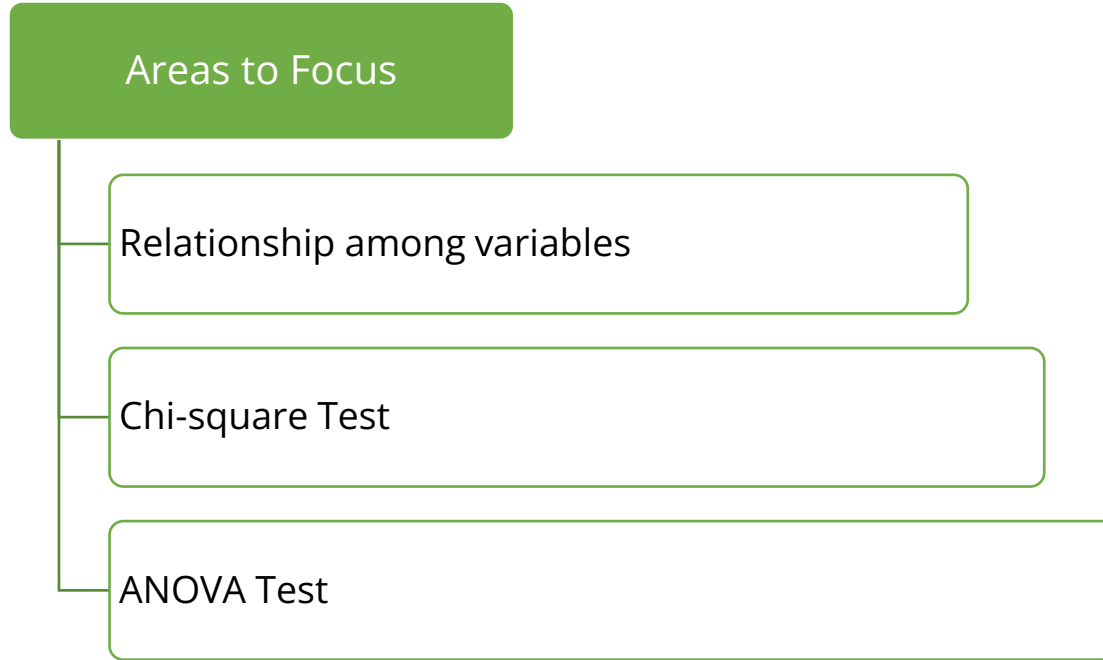 Areas to Focus
Relationship among variables
Chi-square Test
ANOVA Test